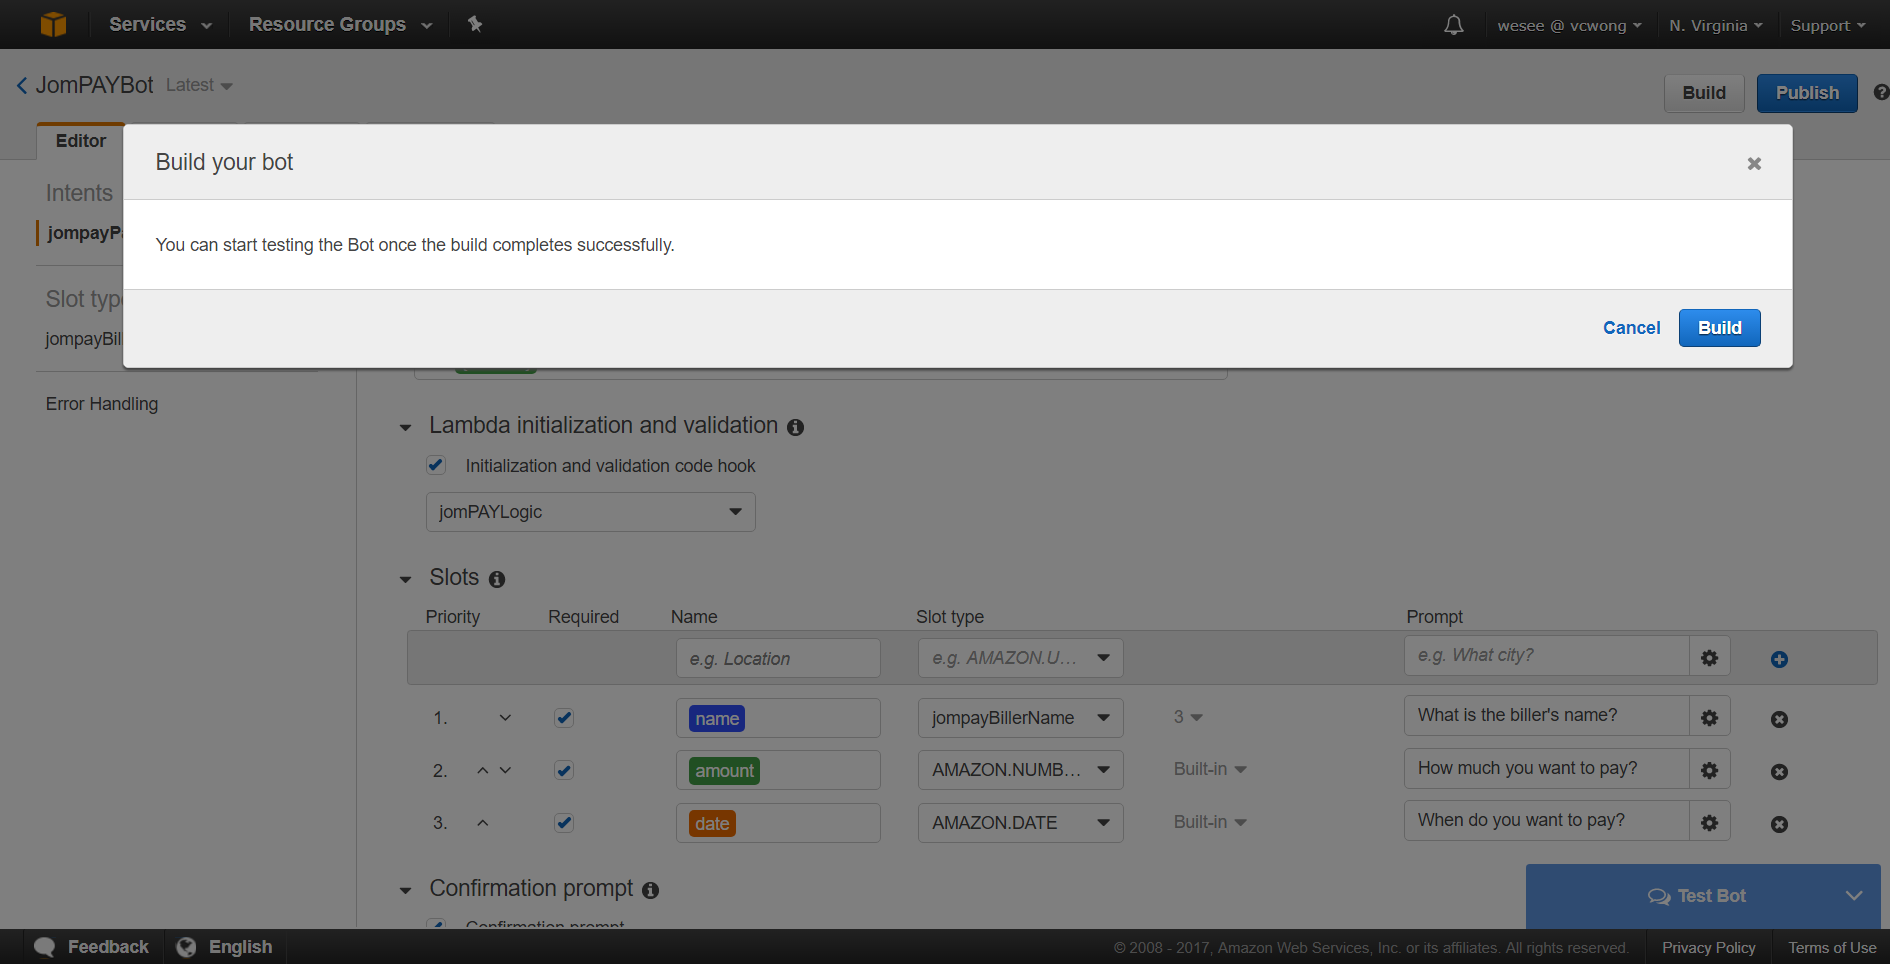 Services Resource Groups wesee @ vcwong N. Virginia Support
JomPAYBot Latest Build Publish
Editor
Build your bot
Intents
jompayPa
You can start testing the Bot once the build completes successfully.
Slot type
jompayBill
Cancel Build
Error Handling
Lambda initialization and validation
Initialization and validation code hook
jomPAYLogic
Slots
Priority Required Name Slot type Prompt
e.g. Location e.g. AMAZON.U... e.g. What city?
1. name jompayBillerName 3 What is the biller's name?
2. amount AMAZON.NUMB... Built-in How much you want to pay?
3. date AMAZON.DATE Built-in When do you want to pay?
Confirmation prompt
Confirmation prompt
Test Bot
Feedback English © 2008 - 2017, Amazon Web Services, Inc. or its affiliates. All rights reserved. Privacy Policy Terms of Use